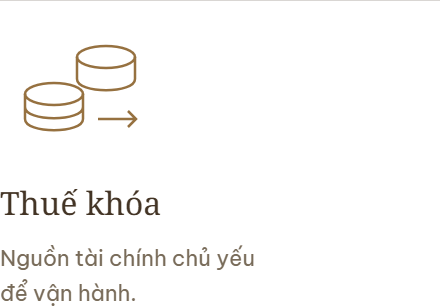 Thuế khóa
Nguồn tài chính chủ yếu
để vận hành.